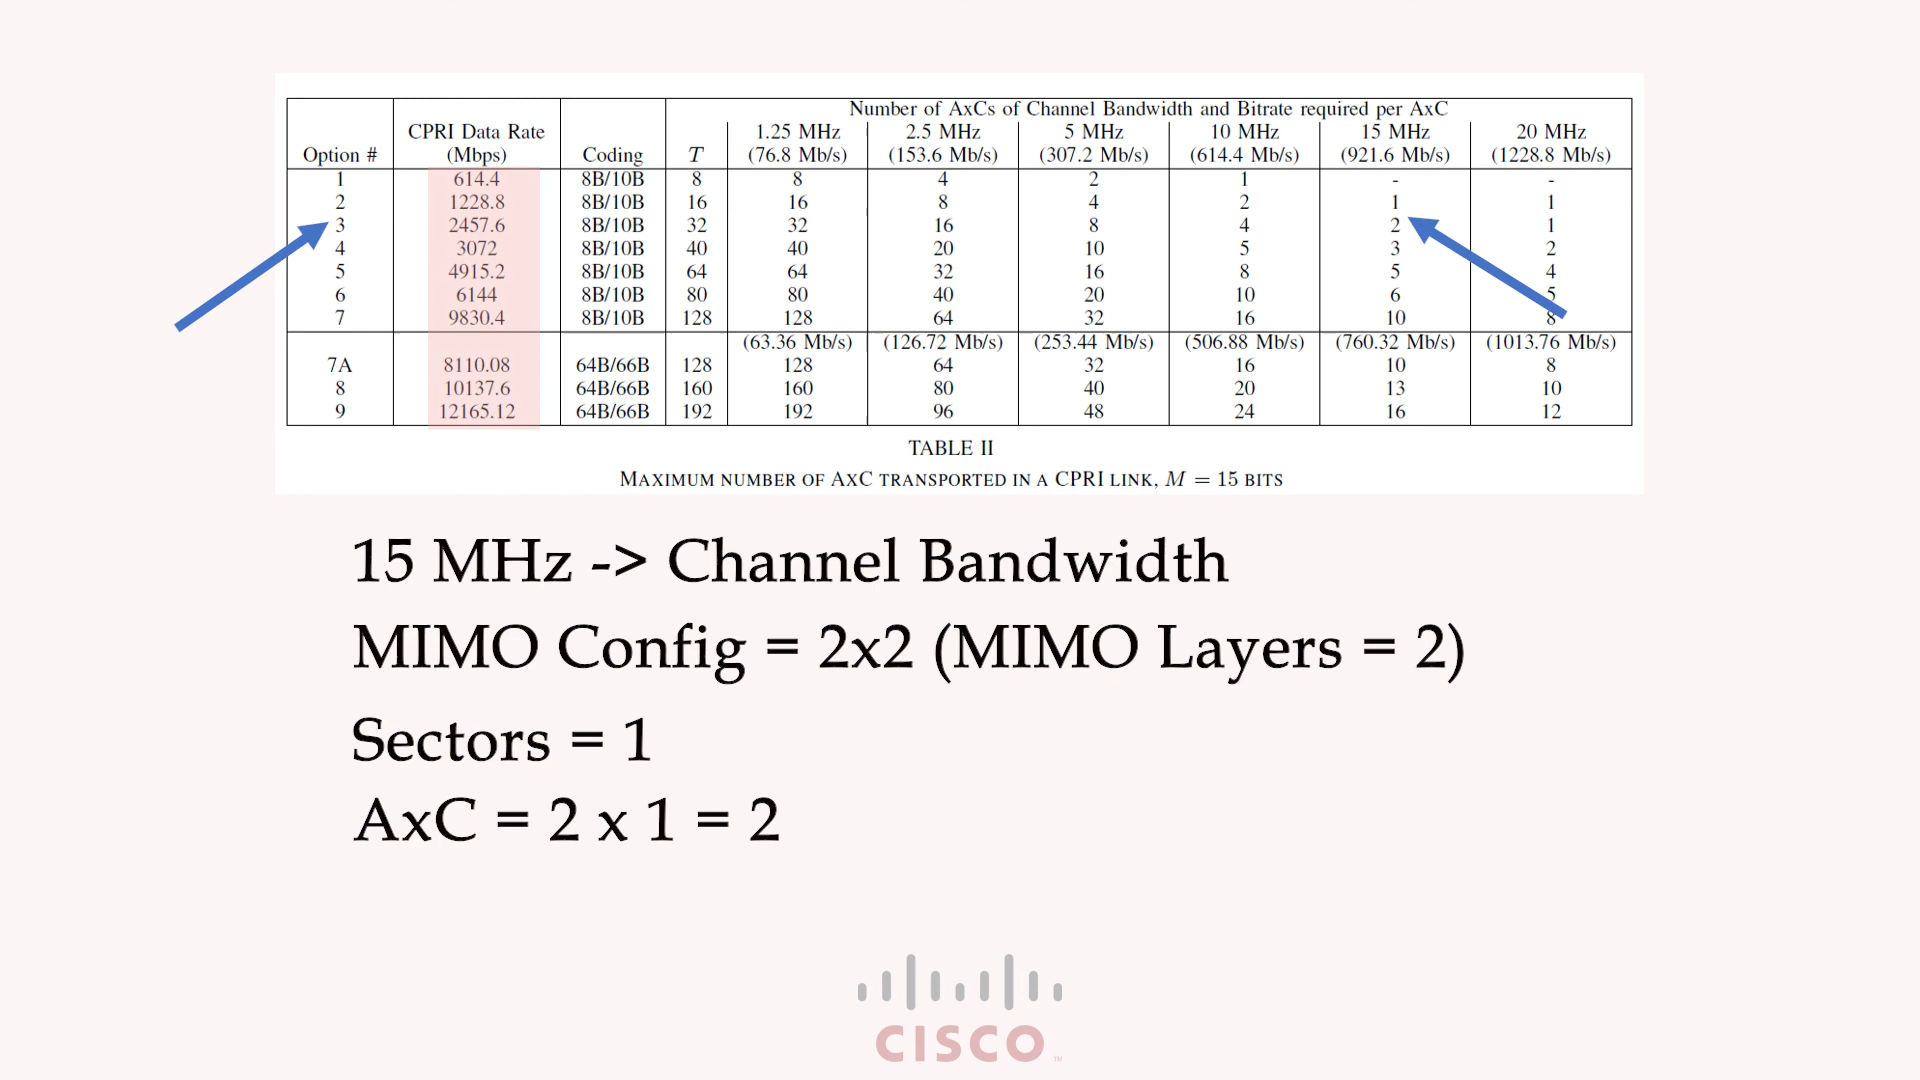 Number of AxCs of Channel Bandwidth and Bitrate required per AxC
CPRI Data Rate 1.25 MHz 2.5 MHz 5 MHz 10 MHz 15 MHz 20 MHz
Option # (Mbps) Coding T (76.8 Mb/s) (153.6 Mb/s) (307.2 Mb/s) (614.4 Mb/s) (921.6 Mb/s) (1228.8 Mb/s)
1 614.4 8B/10B 8 8 4 2 1 - -
2 1228.8 8B/10B 16 16 8 4 2 1 1
3 2457.6 8B/10B 32 32 16 8 4 2 1
4 3072 8B/10B 40 40 20 10 5 3 2
5 4915.2 8B/10B 64 64 32 16 8 5 4
6 6144 8B/10B 80 80 40 20 10 6 5
7 9830.4 8B/10B 128 128 64 32 16 10 8
(63.36 Mb/s) (126.72 Mb/s) (253.44 Mb/s) (506.88 Mb/s) (760.32 Mb/s) (1013.76 Mb/s)
7A 8110.08 64B/66B 128 128 64 32 16 10 8
8 10137.6 64B/66B 160 160 80 40 20 13 10
9 12165.12 64B/66B 192 192 96 48 24 16 12
TABLE II
MAXIMUM NUMBER OF AXC TRANSPORTED IN A CPRI LINK, M = 15 BITS
15 MHz -> Channel Bandwidth
MIMO Config = 2x2 (MIMO Layers = 2)
Sectors = 1
AxC = 2 x 1 = 2
CISCO™